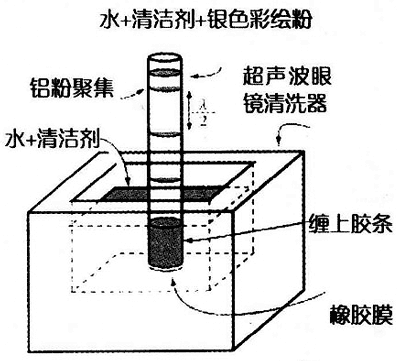 水+清洁剂+银色彩绘粉
铝粉聚集
超声波眼
镜清洗器
λ/2
水+清洁剂
缠上胶条
橡胶膜